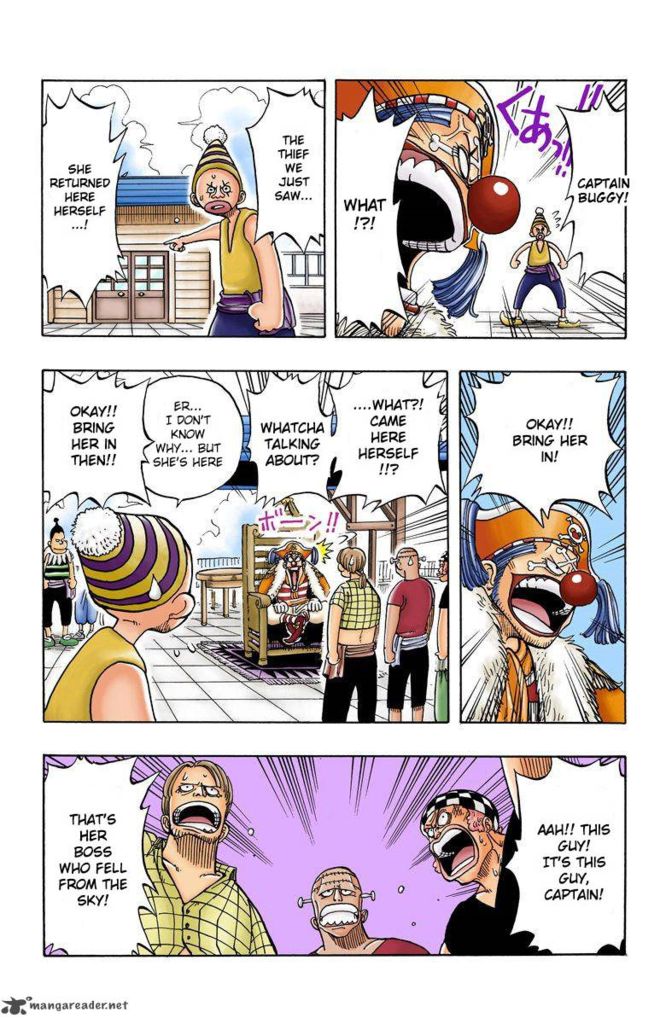 CAPTAIN
BUGGY!
くわっ!!
WHAT
!?!
THE
THIEF
WE
JUST
SAW...
SHE
RETURNED
HERE
HERSELF
...!
OKAY!!
BRING
HER IN!
....WHAT?!
CAME
HERE
HERSELF
!!?
WHATCHA
TALKING
ABOUT?
ER...
I DON'T
KNOW
WHY... BUT
SHE'S HERE
OKAY!!
BRING
HER IN
THEN!!
ボーン!!
AAH!! THIS
GUY!
IT'S THIS
GUY,
CAPTAIN!
THAT'S
HER
BOSS
WHO FELL
FROM THE
SKY!
mangareader.net